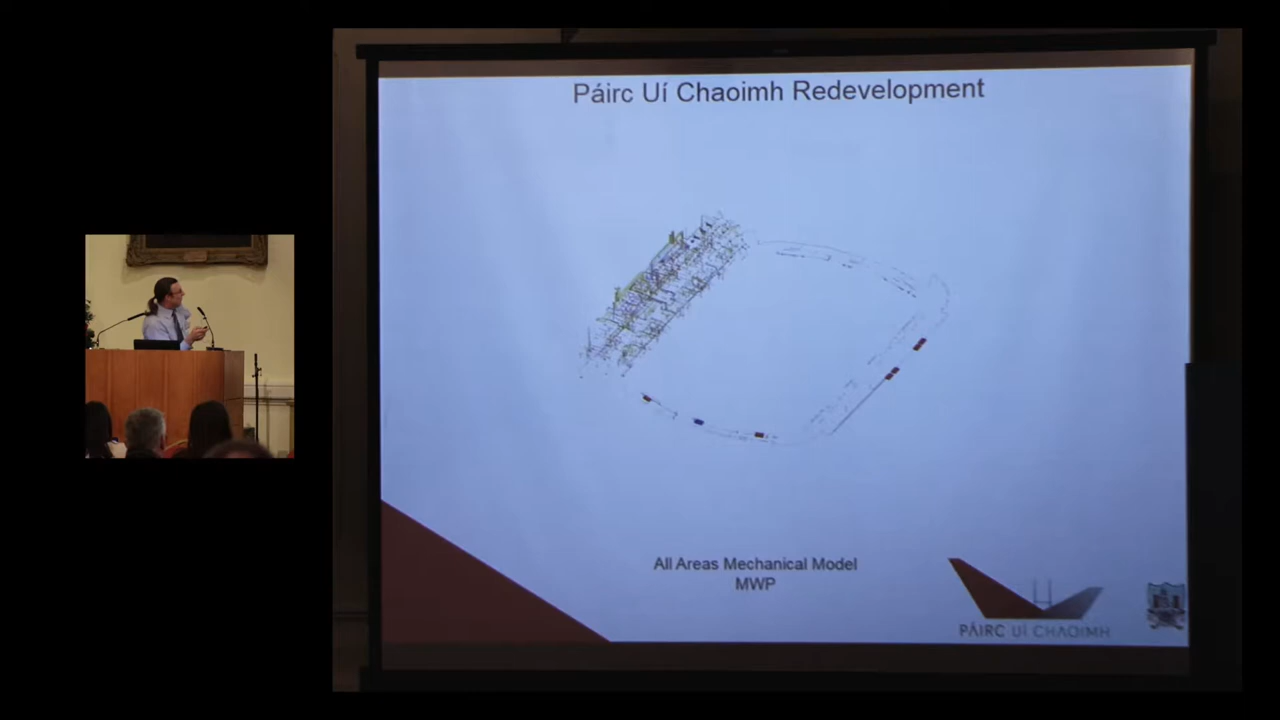 Páirc Uí Chaoimh Redevelopment
All Areas Mechanical Model
MWP
PÁIRC UÍ CHAOIMH